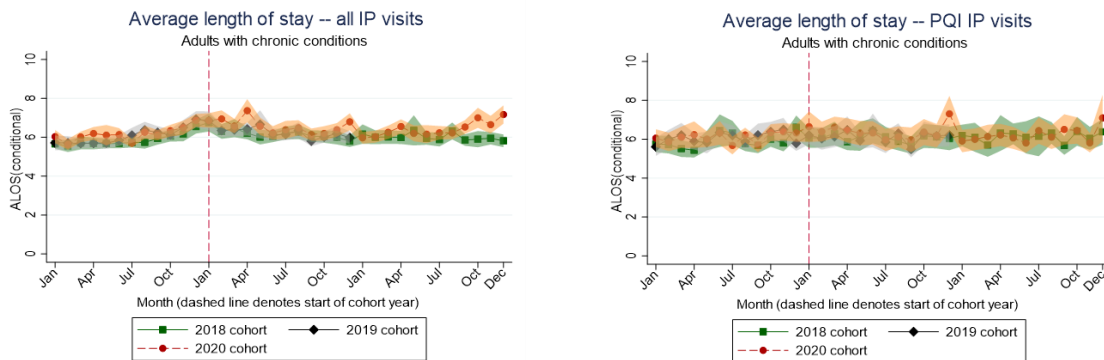 Average length of stay -- all IP visits
Adults with chronic conditions
ALOS(conditional)
10
8
6
4
2
0
Jan Apr Jul Oct Jan Apr Jul Oct Jan Apr Jul Oct Dec
Month (dashed line denotes start of cohort year)
2018 cohort 2019 cohort
2020 cohort
Average length of stay -- PQI IP visits
Adults with chronic conditions
ALOS(conditional)
10
8
6
4
2
0
Jan Apr Jul Oct Jan Apr Jul Oct Jan Apr Jul Oct Dec
Month (dashed line denotes start of cohort year)
2018 cohort 2019 cohort
2020 cohort